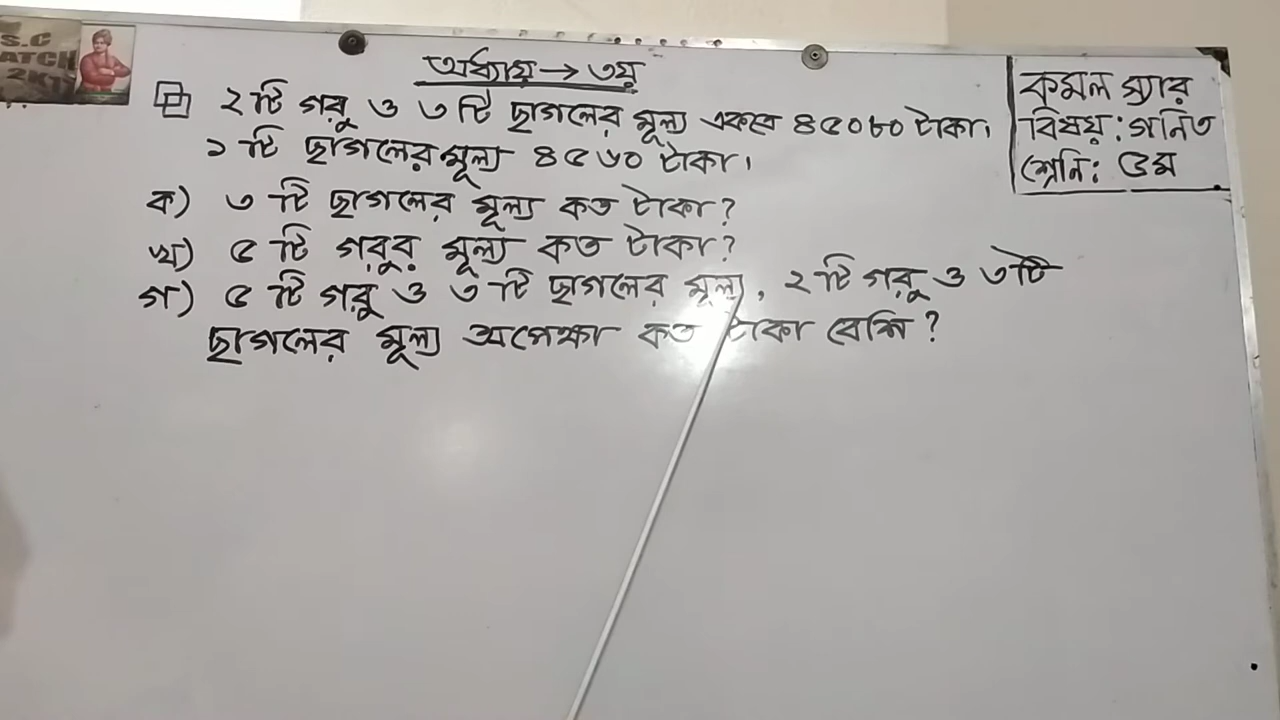 S.C
ATCH
2KT
অধ্যায় → ৩য়
২টি গরু ও ৩টি ছাগলের মূল্য একত্রে ৪৫০৮০ টাকা।
১টি ছাগলের মূল্য ৪৫৬০ টাকা।
ক) ৩টি ছাগলের মূল্য কত টাকা?
খ) ৫টি গরুর মূল্য কত টাকা?
গ) ৫টি গরু ও ৩টি ছাগলের মূল্য, ২টি গরু ও ৩টি
ছাগলের মূল্য অপেক্ষা কত টাকা বেশি?
কমল স্যার
বিষয়: গনিত
শ্রেনি: ৫ম